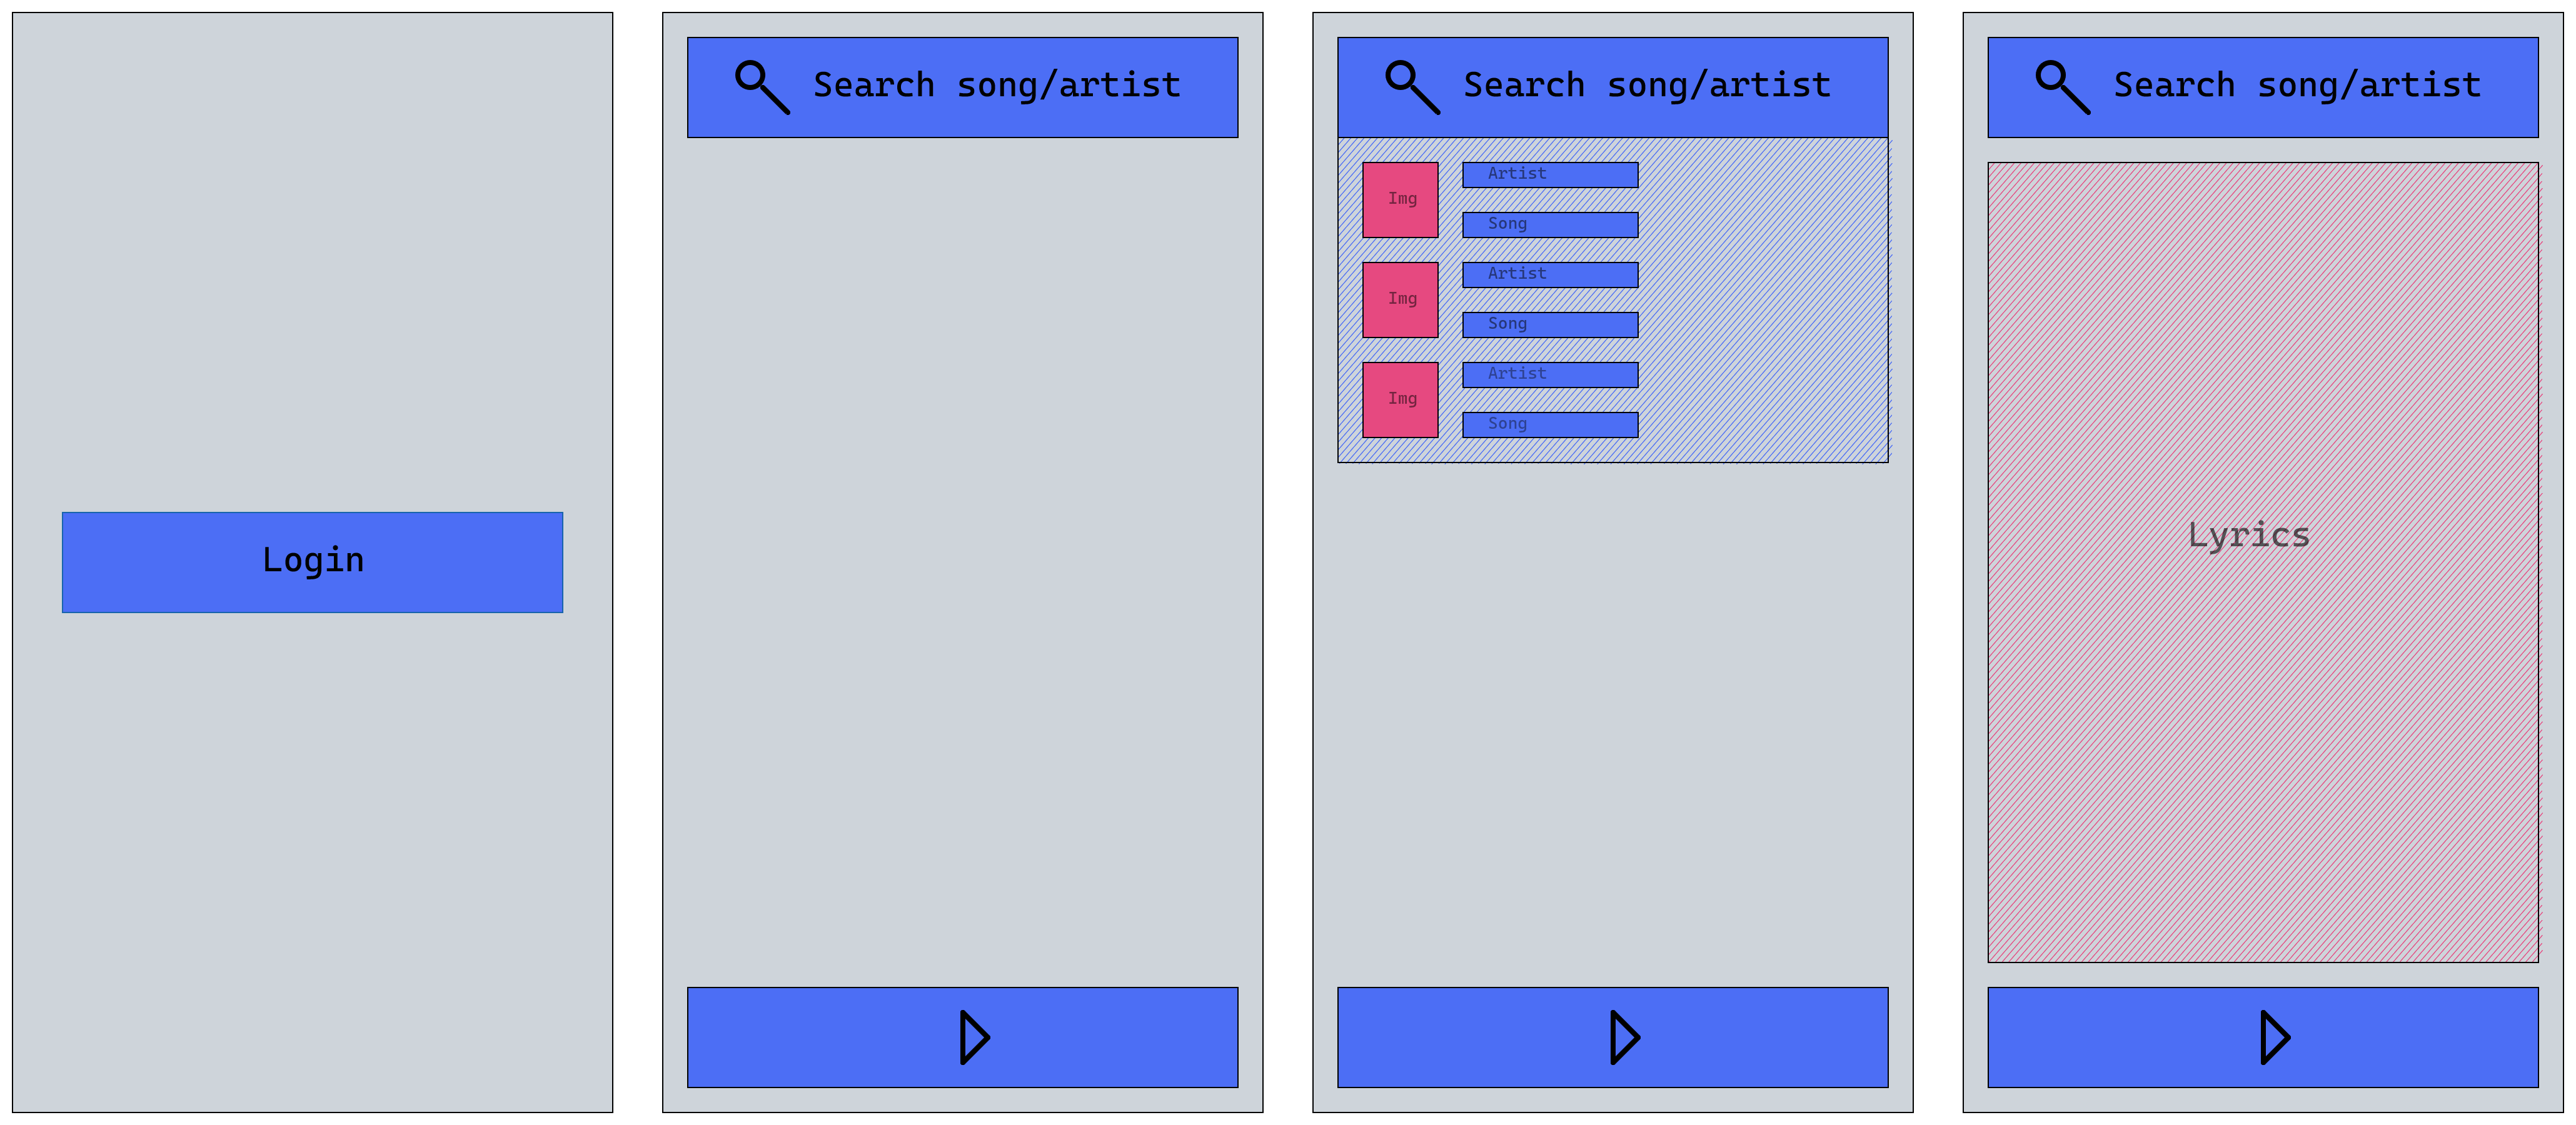 Login
Search song/artist
Search song/artist
Img
Artist
Song
Img
Artist
Song
Img
Artist
Song
Search song/artist
Lyrics